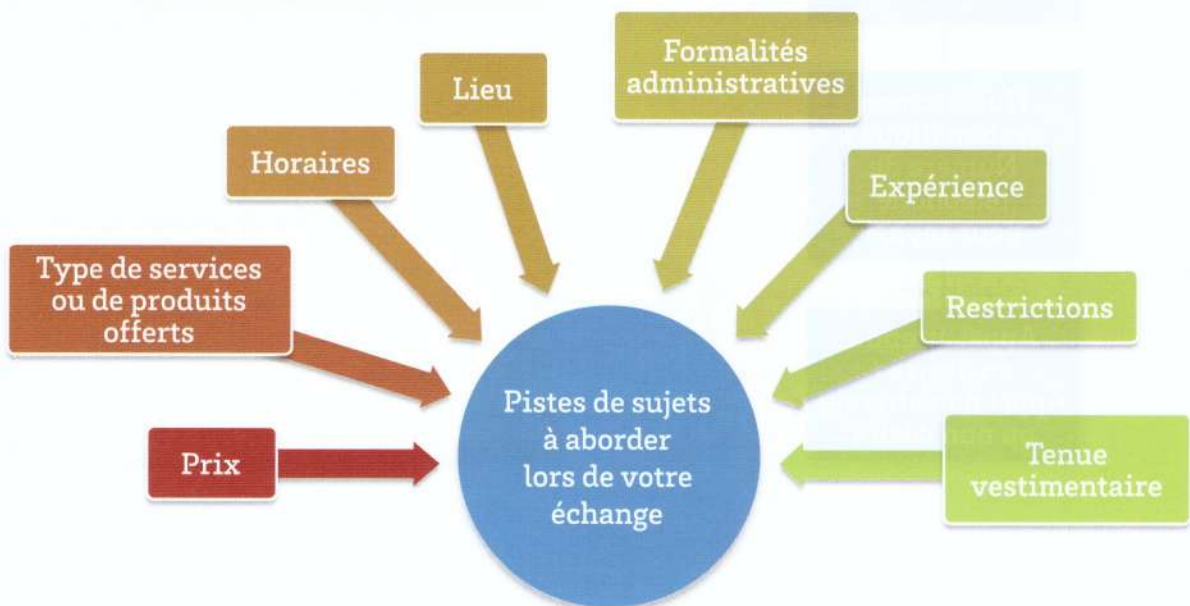 Formalités
administratives
Lieu
Horaires
Expérience
Type de services
ou de produits
offerts
Restrictions
Prix
Pistes de sujets
à aborder
lors de votre
échange
Tenue
vestimentaire